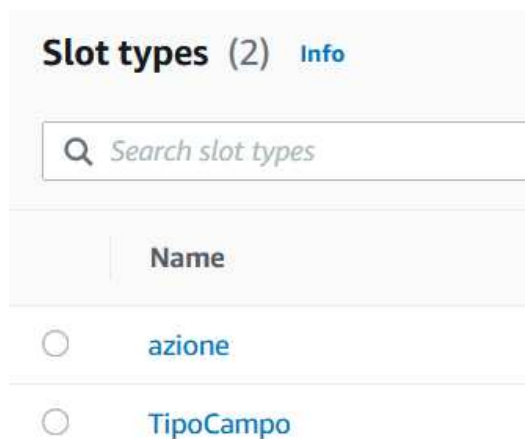 Slot types (2) Info
Search slot types
Name
azione
TipoCampo